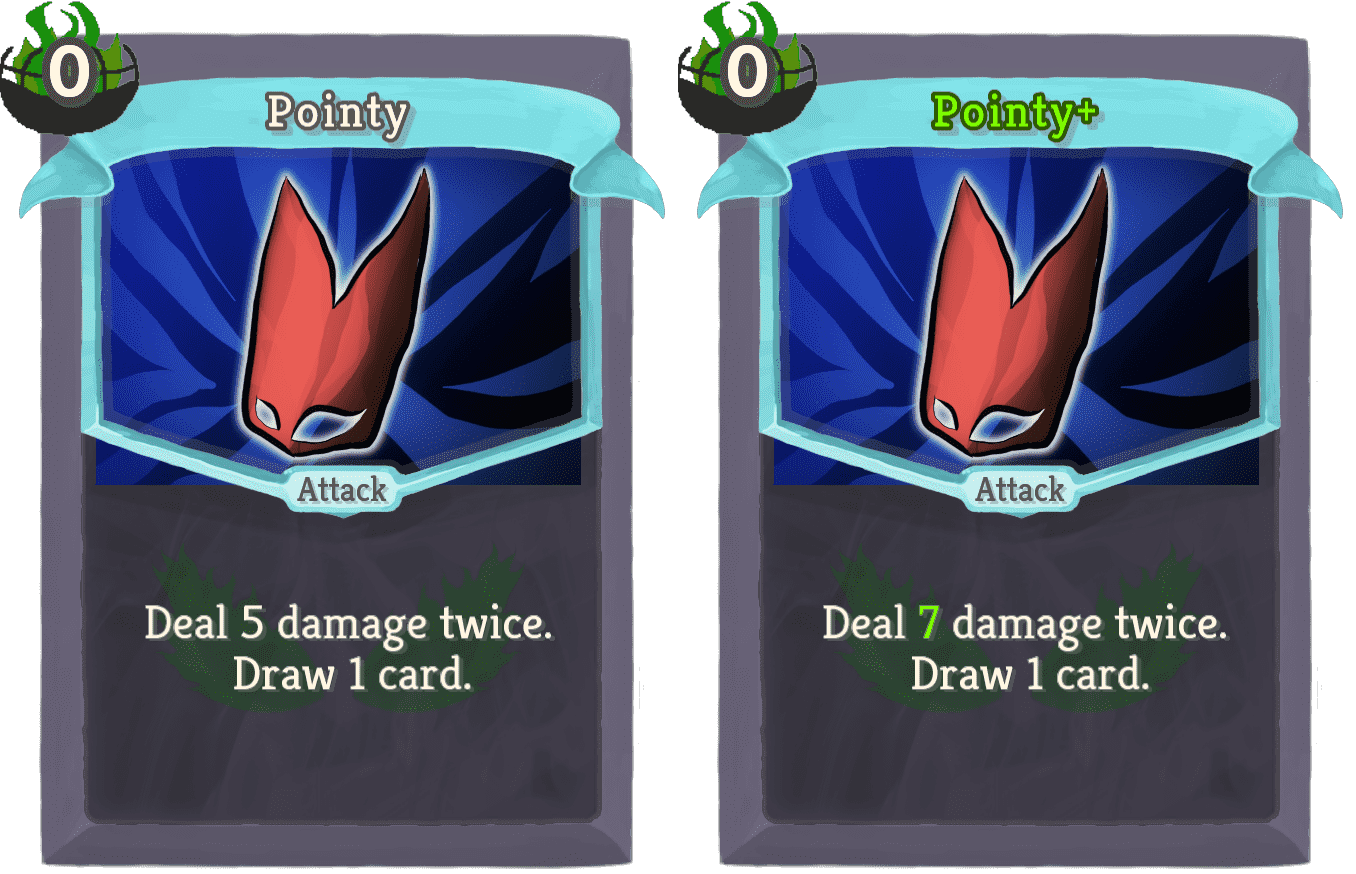 0
Pointy
Attack
Deal 5 damage twice.
Draw 1 card.
0
Pointy+
Attack
Deal 7 damage twice.
Draw 1 card.